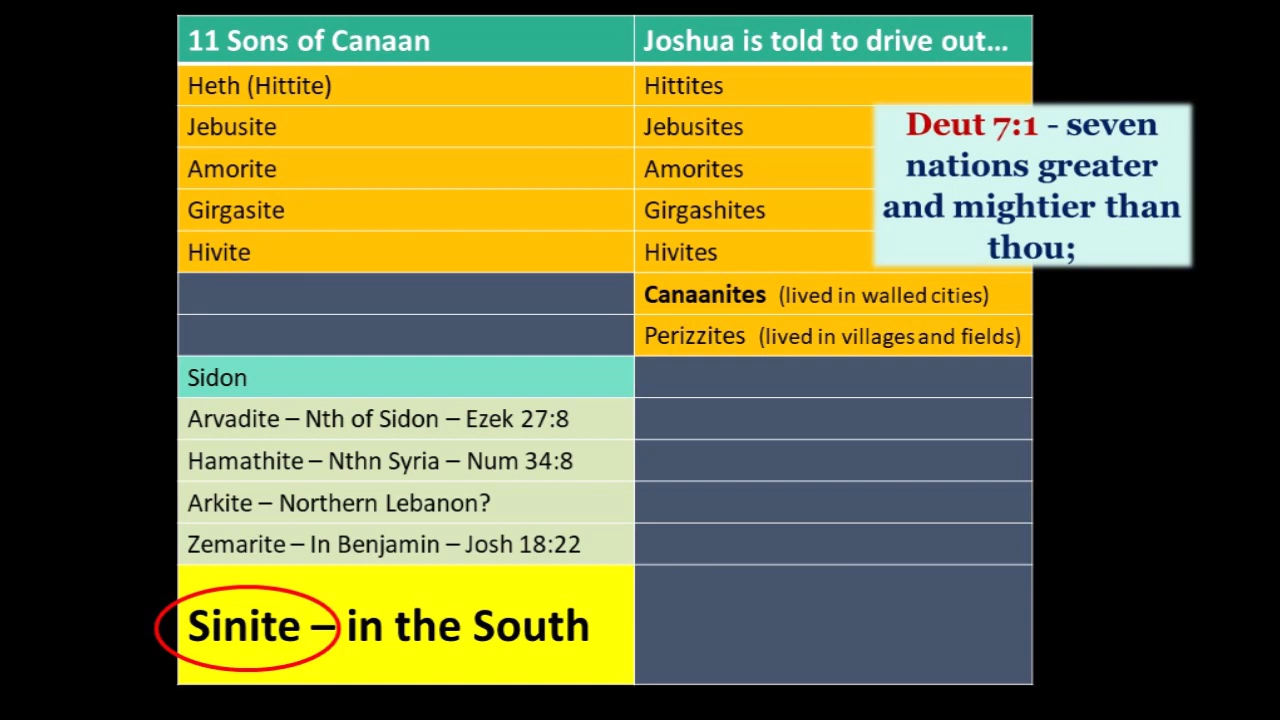 11 Sons of Canaan
Joshua is told to drive out...
Heth (Hittite)
Hittites
Jebusite
Jebusites
Amorite
Amorites
Girgasite
Girgashites
Hivite
Hivites
Deut 7:1 - seven
nations greater
and mightier than
thou;
Canaanites (lived in walled cities)
Perizzites (lived in villages and fields)
Sidon
Arvadite – Nth of Sidon – Ezek 27:8
Hamathite – Nthn Syria – Num 34:8
Arkite – Northern Lebanon?
Zemarite – In Benjamin – Josh 18:22
Sinite – in the South